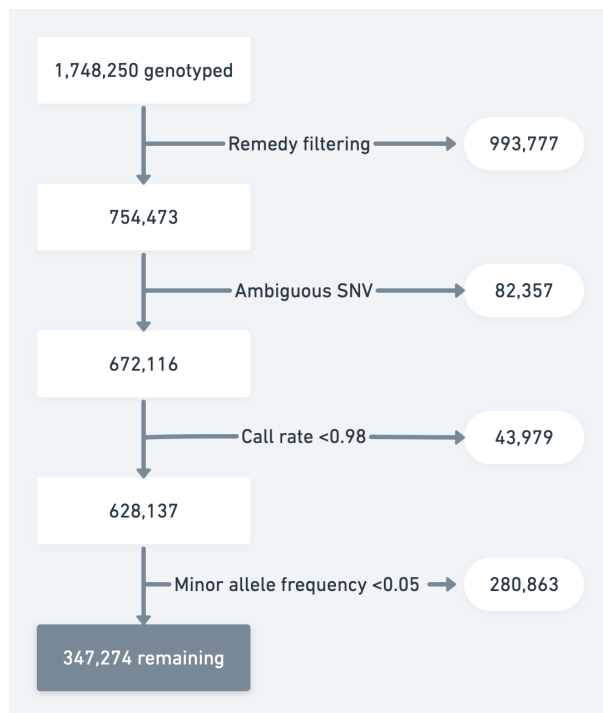 1,748,250 genotyped
Remedy filtering
993,777
754,473
Ambiguous SNV
82,357
672,116
Call rate <0.98
43,979
628,137
Minor allele frequency <0.05
280,863
347,274 remaining